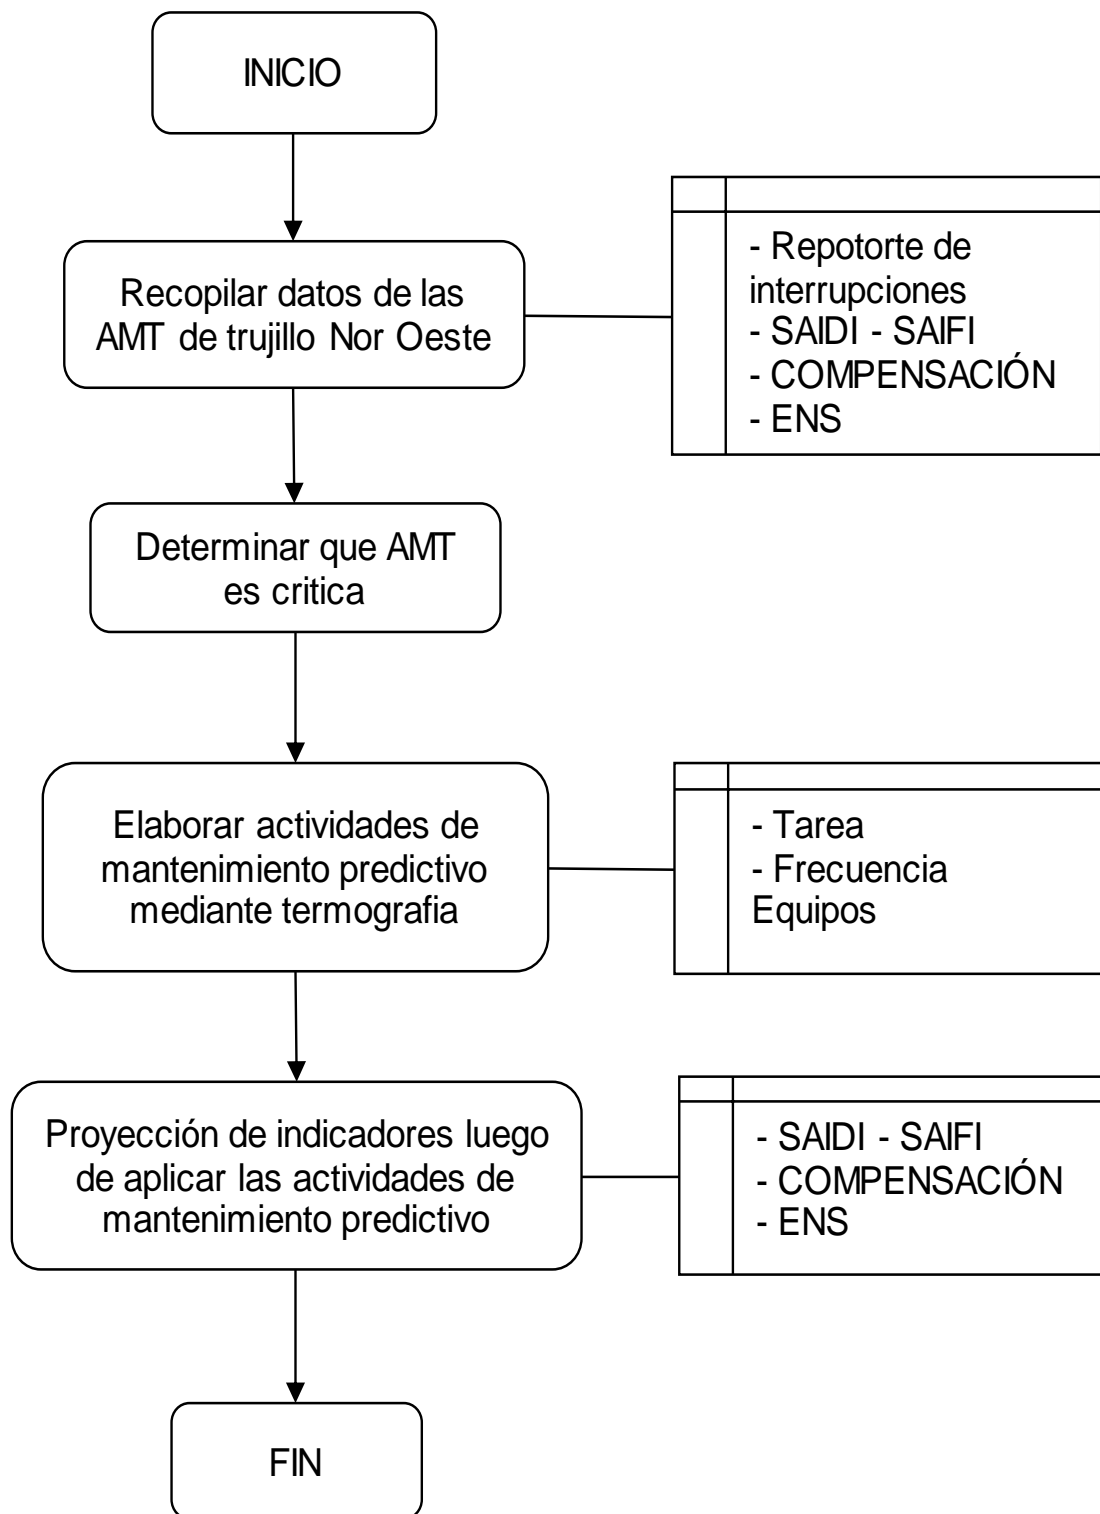 INICIO
Recopilar datos de las
AMT de trujillo Nor Oeste
- Repotorte de
interrupciones
- SAIDI - SAIFI
- COMPENSACIÓN
- ENS
Determinar que AMT
es critica
Elaborar actividades de
mantenimiento predictivo
mediante termografia
- Tarea
- Frecuencia
Equipos
Proyección de indicadores luego
de aplicar las actividades de
mantenimiento predictivo
- SAIDI - SAIFI
- COMPENSACIÓN
- ENS
FIN